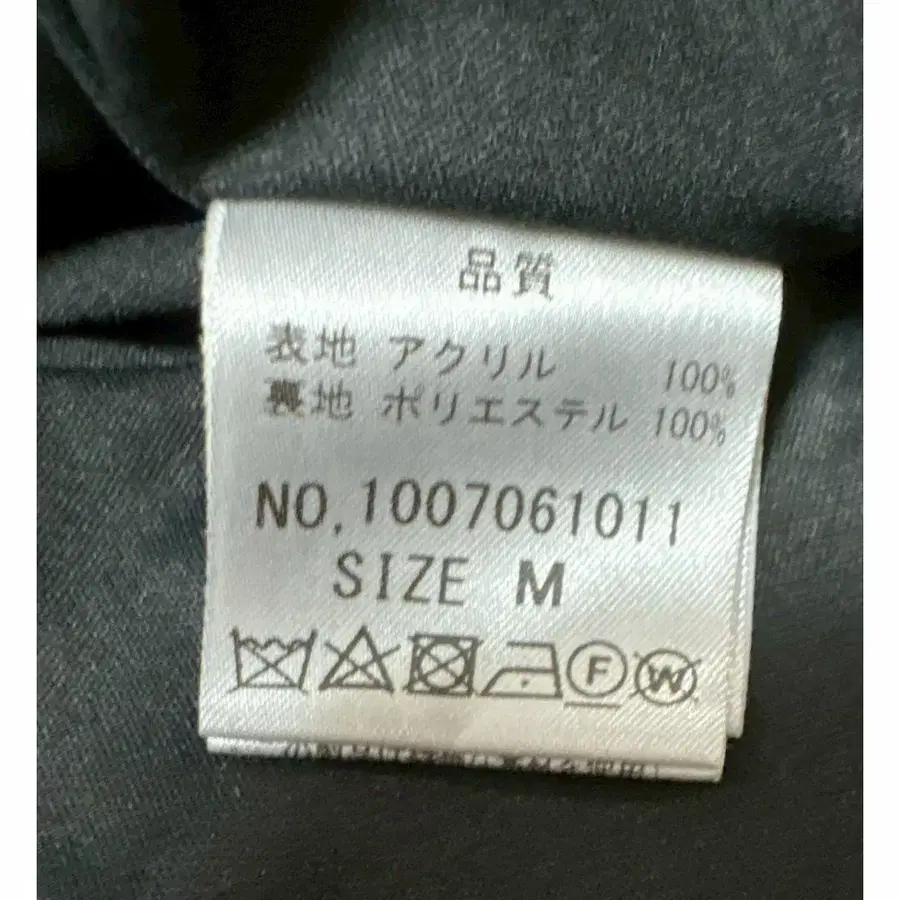 品質
表地 アクリル 100%
裏地 ポリエステル 100%
NO.1007061011
SIZE M
F W